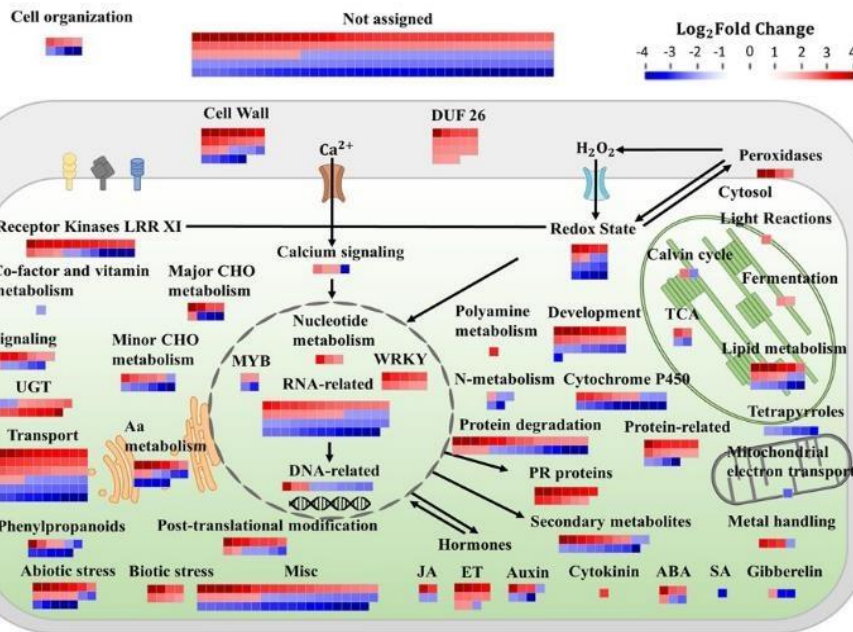 Cell organization
Not assigned
Log₂Fold Change
-4 -3 -2 -1 0 1 2 3 4
Cell Wall
DUF 26
Ca²⁺
H₂O₂
Peroxidases
Cytosol
Receptor Kinases LRR XI
Redox State
Light Reactions
Calcium signaling
Calvin cycle
Co-factor and vitamin
metabolism
Major CHO
metabolism
Fermentation
Nucleotide
metabolism
Polyamine
metabolism
Development
TCA
signaling
Minor CHO
metabolism
MYB
WRKY
Lipid metabolism
RNA-related
N-metabolism
Cytochrome P450
UGT
Tetrapyrroles
Transport
Aa
metabolism
Protein degradation
Protein-related
DNA-related
PR proteins
Mitochondrial
electron transport
Phenylpropanoids
Post-translational modification
Secondary metabolites
Metal handling
Hormones
Abiotic stress
Biotic stress
Misc
JA
ET
Auxin
Cytokinin
ABA
SA
Gibberelin